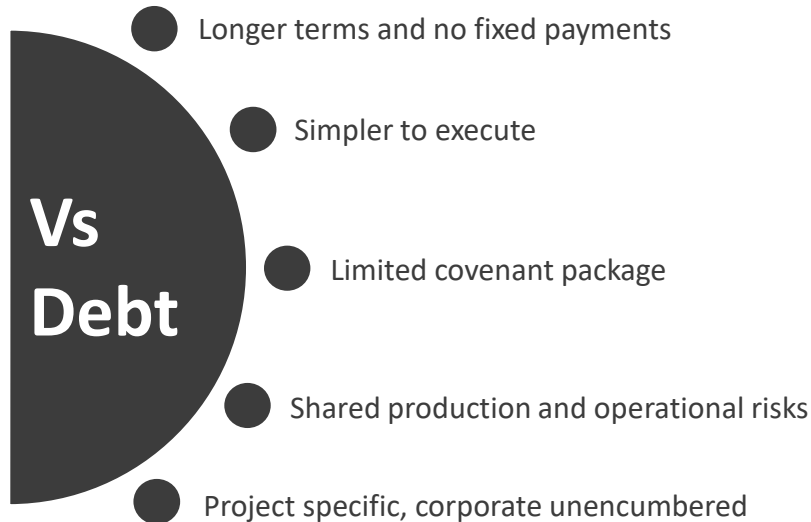 Longer terms and no fixed payments
Simpler to execute
Vs
Debt
Limited covenant package
Shared production and operational risks
Project specific, corporate unencumbered